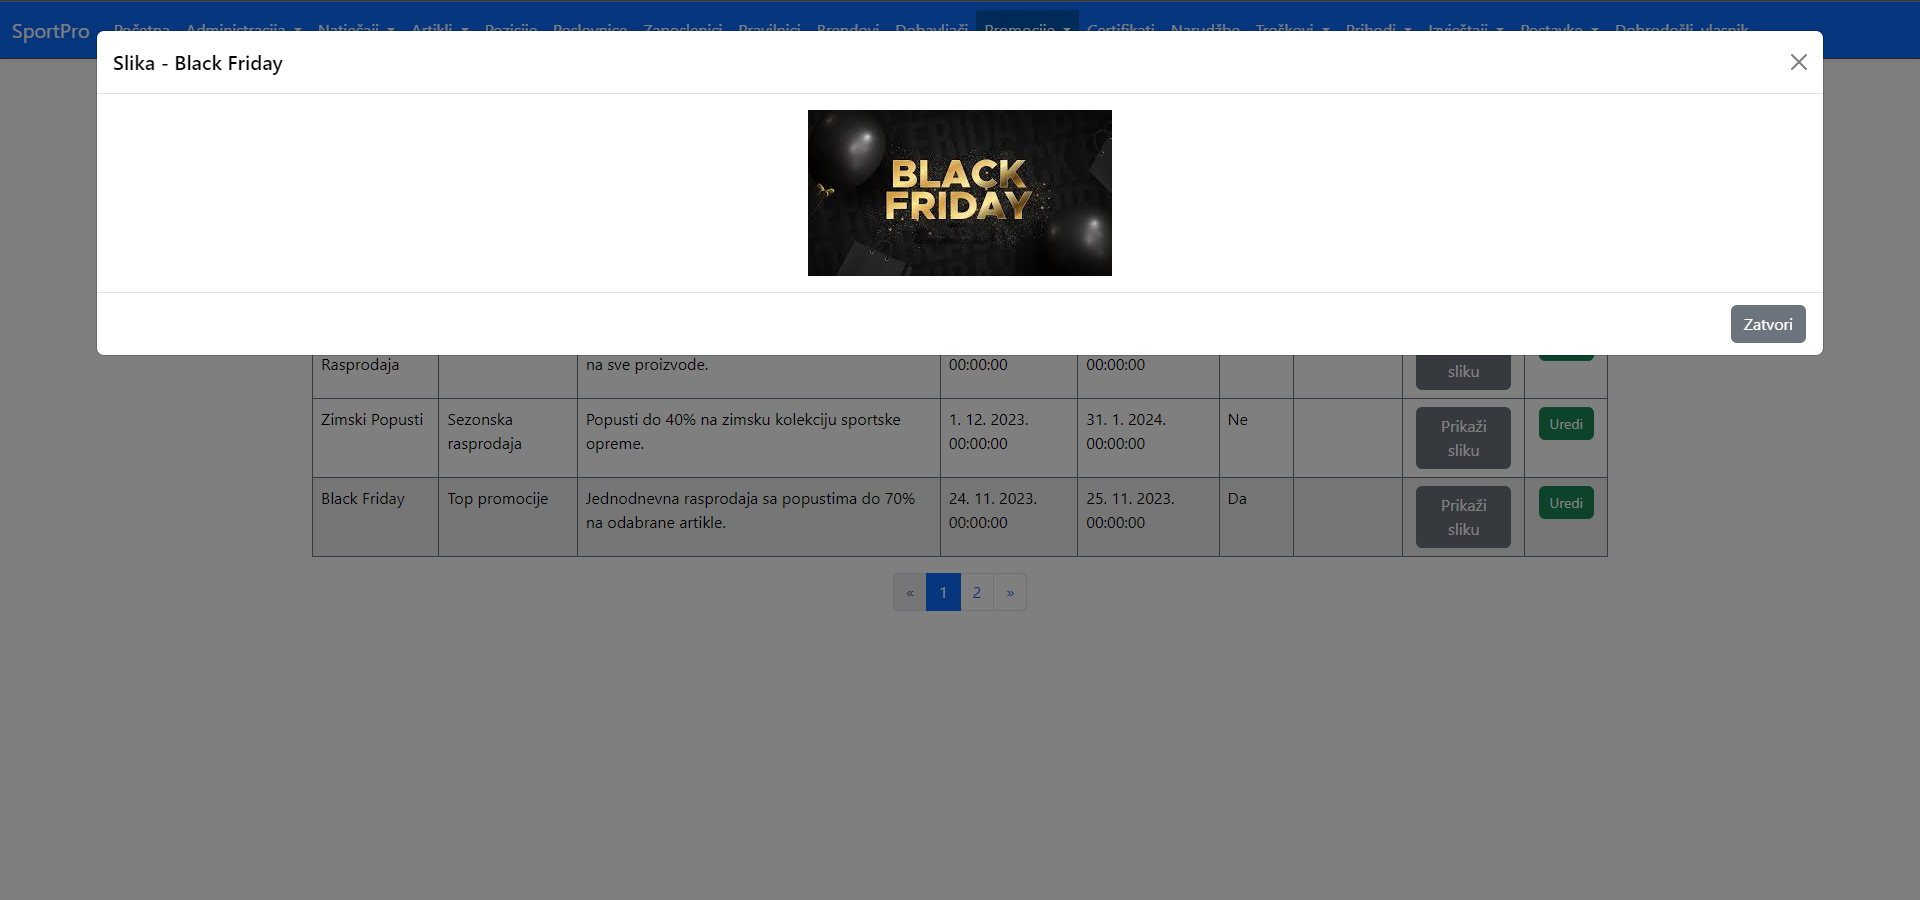 SportPro Početna Administracija Natječaji Artikli Pozicije Poslovnice Zaposlenici Pravilnici Brendovi Dobavljači Promocije Certifikati Narudžbe Troškovi Prihodi Izvještaji Postavke Dobrodošli, vlasnik
Slika - Black Friday
BLACK
FRIDAY
Zatvori
Rasprodaja na sve proizvode. 00:00:00 00:00:00 sliku
Zimski Popusti Sezonska Popusti do 40% na zimsku kolekciju sportske 1. 12. 2023. 31. 1. 2024. Ne Prikaži Uredi
rasprodaja opreme. 00:00:00 00:00:00 sliku
Black Friday Top promocije Jednodnevna rasprodaja sa popustima do 70% 24. 11. 2023. 25. 11. 2023. Da Prikaži Uredi
na odabrane artikle. 00:00:00 00:00:00 sliku
« 1 2 »